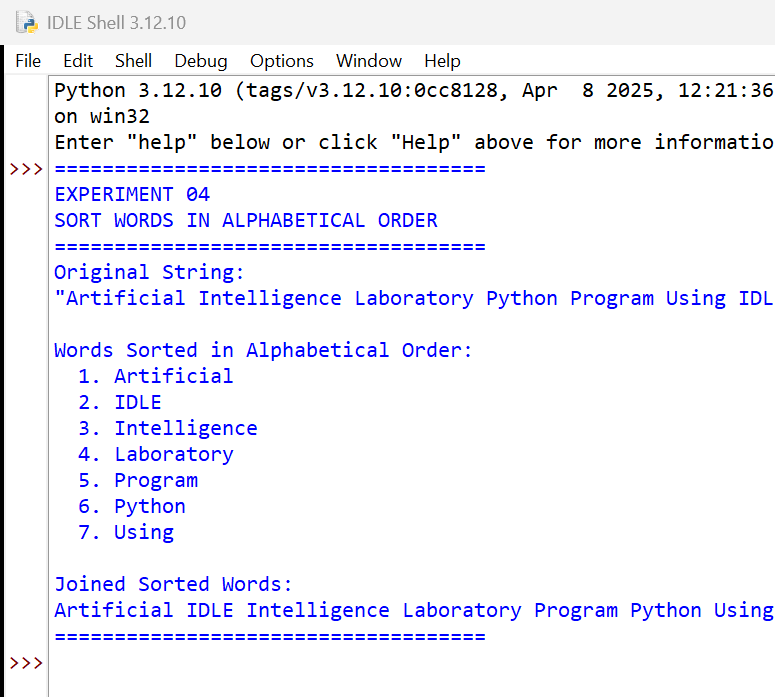 IDLE Shell 3.12.10
File Edit Shell Debug Options Window Help
Python 3.12.10 (tags/v3.12.10:0cc8128, Apr  8 2025, 12:21:36
on win32
Enter "help" below or click "Help" above for more informatio
>>> ====================================
EXPERIMENT 04
SORT WORDS IN ALPHABETICAL ORDER
====================================
Original String:
"Artificial Intelligence Laboratory Python Program Using IDL
Words Sorted in Alphabetical Order:
  1. Artificial
  2. IDLE
  3. Intelligence
  4. Laboratory
  5. Program
  6. Python
  7. Using
Joined Sorted Words:
Artificial IDLE Intelligence Laboratory Program Python Using
====================================
>>>